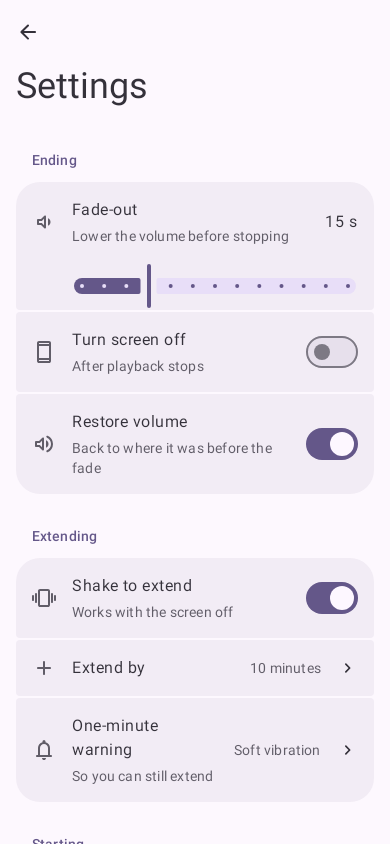 Settings
Ending
Fade-out
Lower the volume before stopping
15 s
Turn screen off
After playback stops
Restore volume
Back to where it was before the
fade
Extending
Shake to extend
Works with the screen off
Extend by
10 minutes
One-minute
warning
So you can still extend
Soft vibration
Starting